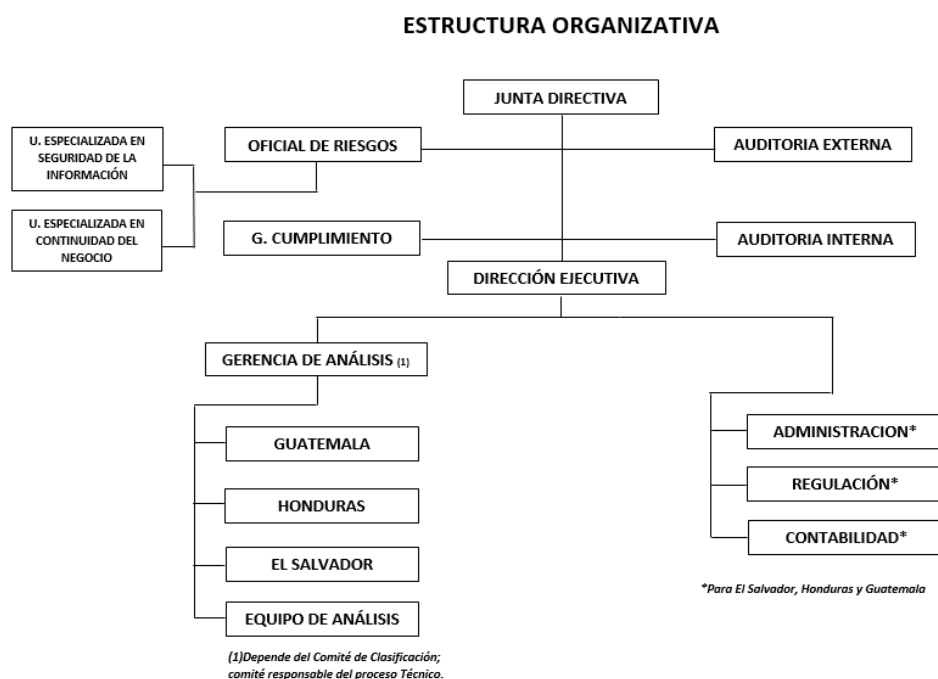 ESTRUCTURA ORGANIZATIVA
JUNTA DIRECTIVA
U. ESPECIALIZADA EN
SEGURIDAD DE LA
INFORMACIÓN
OFICIAL DE RIESGOS
AUDITORIA EXTERNA
U. ESPECIALIZADA EN
CONTINUIDAD DEL
NEGOCIO
G. CUMPLIMIENTO
AUDITORIA INTERNA
DIRECCIÓN EJECUTIVA
GERENCIA DE ANÁLISIS (1)
GUATEMALA
HONDURAS
EL SALVADOR
EQUIPO DE ANÁLISIS
(1)Depende del Comité de Clasificación;
comité responsable del proceso Técnico.
ADMINISTRACION*
REGULACIÓN*
CONTABILIDAD*
*Para El Salvador, Honduras y Guatemala